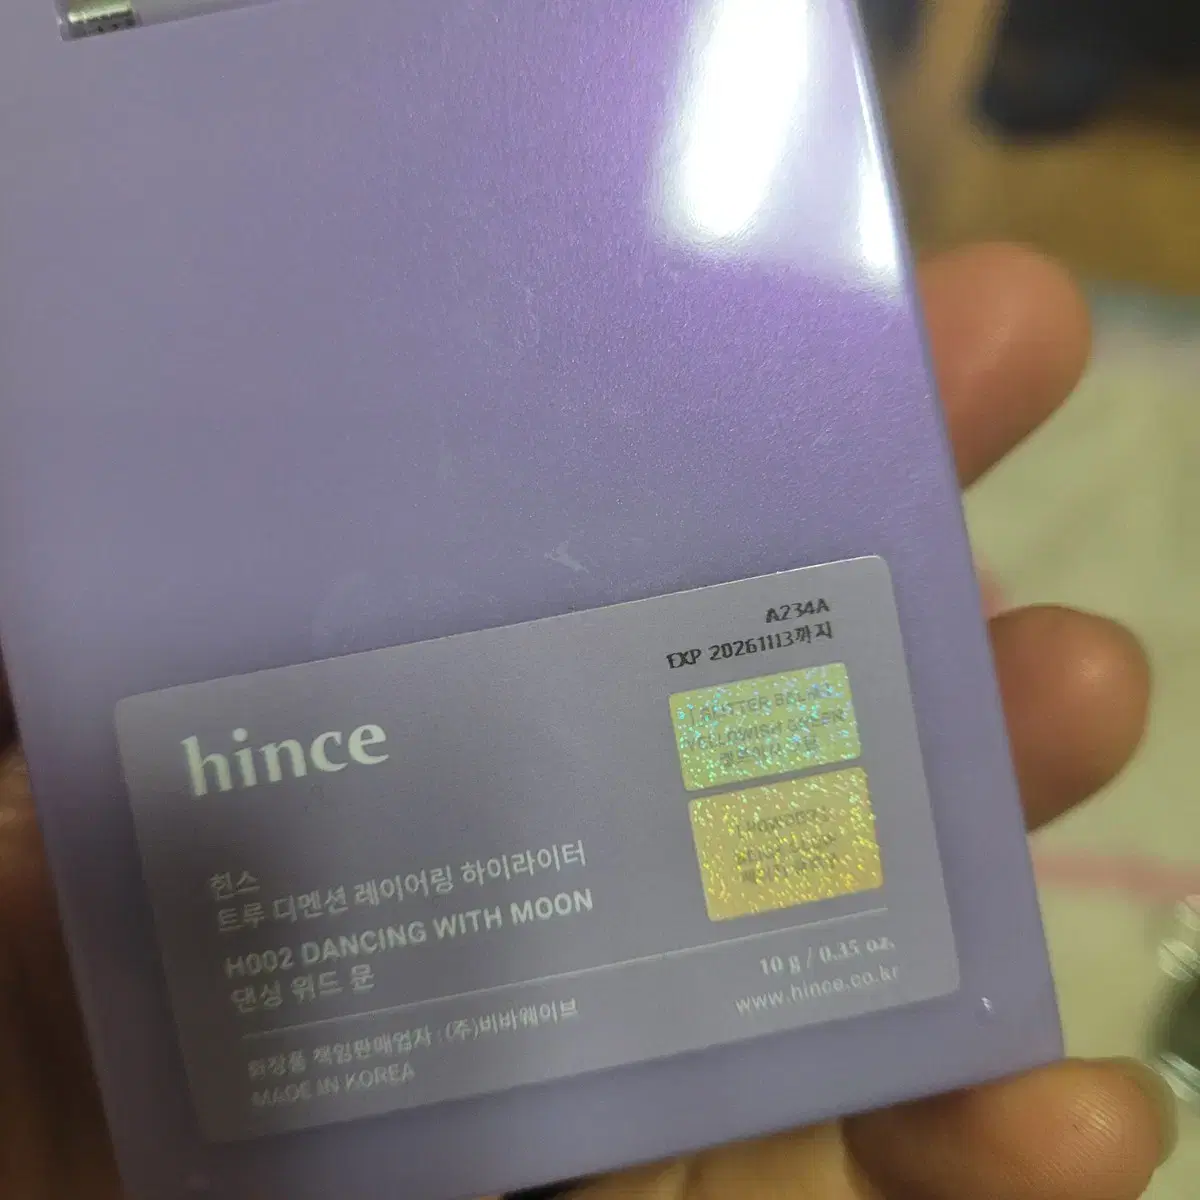 A234A
EXP 20261113까지
hince
힌스
트루 디멘션 레이어링 하이라이터
H002 DANCING WITH MOON
댄싱 위드 문
10 g / 0.35 oz.
www.hince.co.kr
화장품 책임판매업자 : (주)비바웨이브
MADE IN KOREA